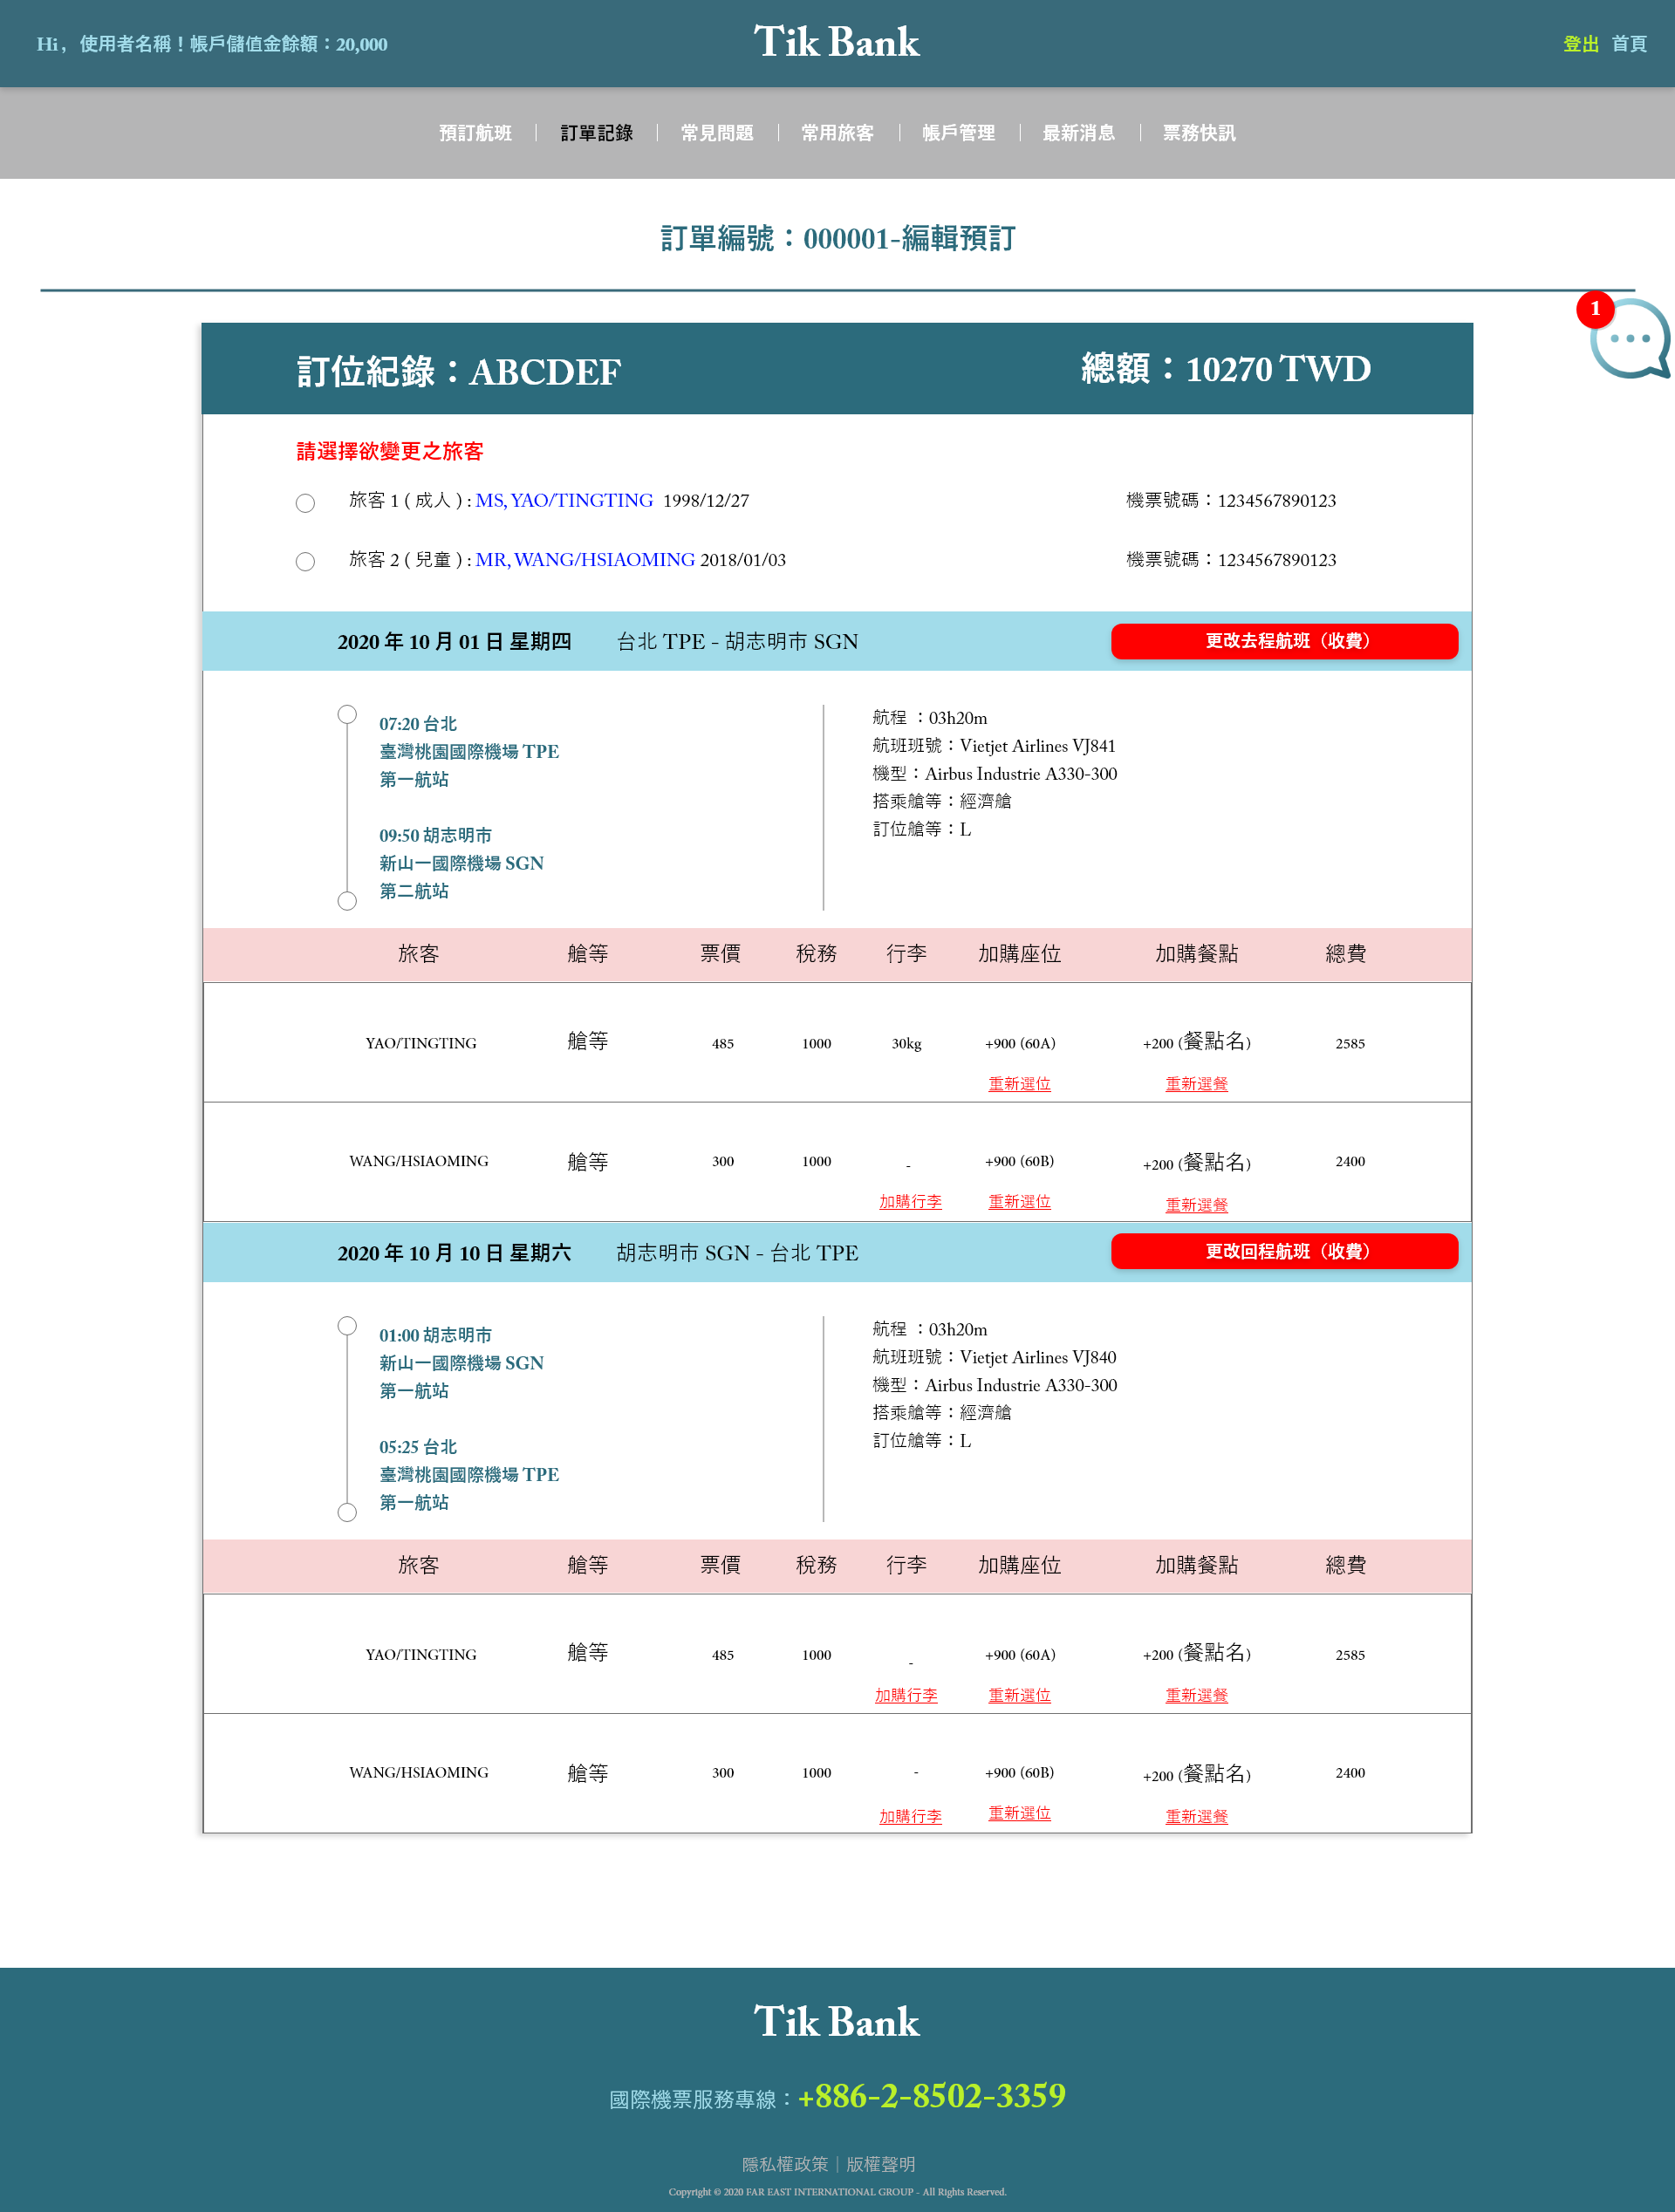 Hi， 使用者名稱！帳戶儲值金餘額：20,000
Tik Bank
登出 首頁
預訂航班 訂單記錄 常見問題 常用旅客 帳戶管理 最新消息 票務快訊
訂單編號：000001-編輯預訂
1
訂位紀錄：ABCDEF 總額：10270 TWD
請選擇欲變更之旅客
旅客 1 ( 成人 ) : MS, YAO/TINGTING 1998/12/27 機票號碼：1234567890123
旅客 2 ( 兒童 ) : MR, WANG/HSIAOMING 2018/01/03 機票號碼：1234567890123
2020 年 10 月 01 日 星期四 台北 TPE - 胡志明市 SGN 更改去程航班（收費）
07:20 台北
臺灣桃園國際機場 TPE
第一航站
09:50 胡志明市
新山一國際機場 SGN
第二航站
航程 ：03h20m
航班班號：Vietjet Airlines VJ841
機型：Airbus Industrie A330-300
搭乘艙等：經濟艙
訂位艙等：L
旅客 艙等 票價 稅務 行李 加購座位 加購餐點 總費
YAO/TINGTING 艙等 485 1000 30kg +900 (60A) +200 (餐點名) 2585
重新選位 重新選餐
WANG/HSIAOMING 艙等 300 1000 - +900 (60B) +200 (餐點名) 2400
加購行李 重新選位 重新選餐
2020 年 10 月 10 日 星期六 胡志明市 SGN - 台北 TPE 更改回程航班（收費）
01:00 胡志明市
新山一國際機場 SGN
第一航站
05:25 台北
臺灣桃園國際機場 TPE
第一航站
航程 ：03h20m
航班班號：Vietjet Airlines VJ840
機型：Airbus Industrie A330-300
搭乘艙等：經濟艙
訂位艙等：L
旅客 艙等 票價 稅務 行李 加購座位 加購餐點 總費
YAO/TINGTING 艙等 485 1000 - +900 (60A) +200 (餐點名) 2585
加購行李 重新選位 重新選餐
WANG/HSIAOMING 艙等 300 1000 - +900 (60B) +200 (餐點名) 2400
加購行李 重新選位 重新選餐
Tik Bank
國際機票服務專線：+886-2-8502-3359
隱私權政策｜版權聲明
Copyright © 2020 FAR EAST INTERNATIONAL GROUP - All Rights Reserved.